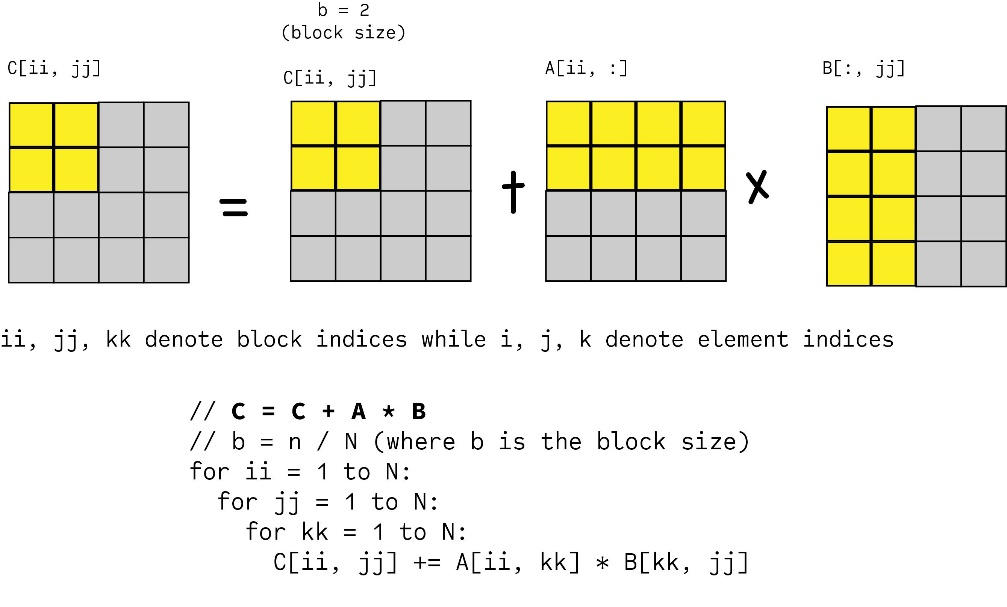 b = 2
(block size)
C[ii, jj]
C[ii, jj]
A[ii, :]
B[:, jj]
= + x
ii, jj, kk denote block indices while i, j, k denote element indices
// C = C + A * B
// b = n / N (where b is the block size)
for ii = 1 to N:
for jj = 1 to N:
for kk = 1 to N:
C[ii, jj] += A[ii, kk] * B[kk, jj]